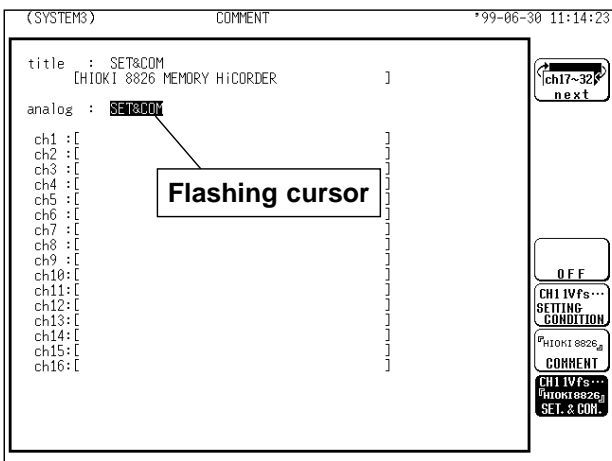 (SYSTEM3) COMMENT '99-06-30 11:14:23
title : SET&COM
[HIOKI 8826 MEMORY HiCORDER ]
analog : SET&COM
ch1 :[ ]
ch2 :[ ]
ch3 :[ ]
ch4 :[ ]
ch5 :[ ]
ch6 :[ ]
ch7 :[ ]
ch8 :[ ]
ch9 :[ ]
ch10:[ ]
ch11:[ ]
ch12:[ ]
ch13:[ ]
ch14:[ ]
ch15:[ ]
ch16:[ ]
Flashing cursor
ch17~32
next
OFF
CH1 1Vfs···
SETTING
CONDITION
『HIOKI 8826』
COMMENT
CH1 1Vfs···
『HIOKI 8826』
SET. & COM.